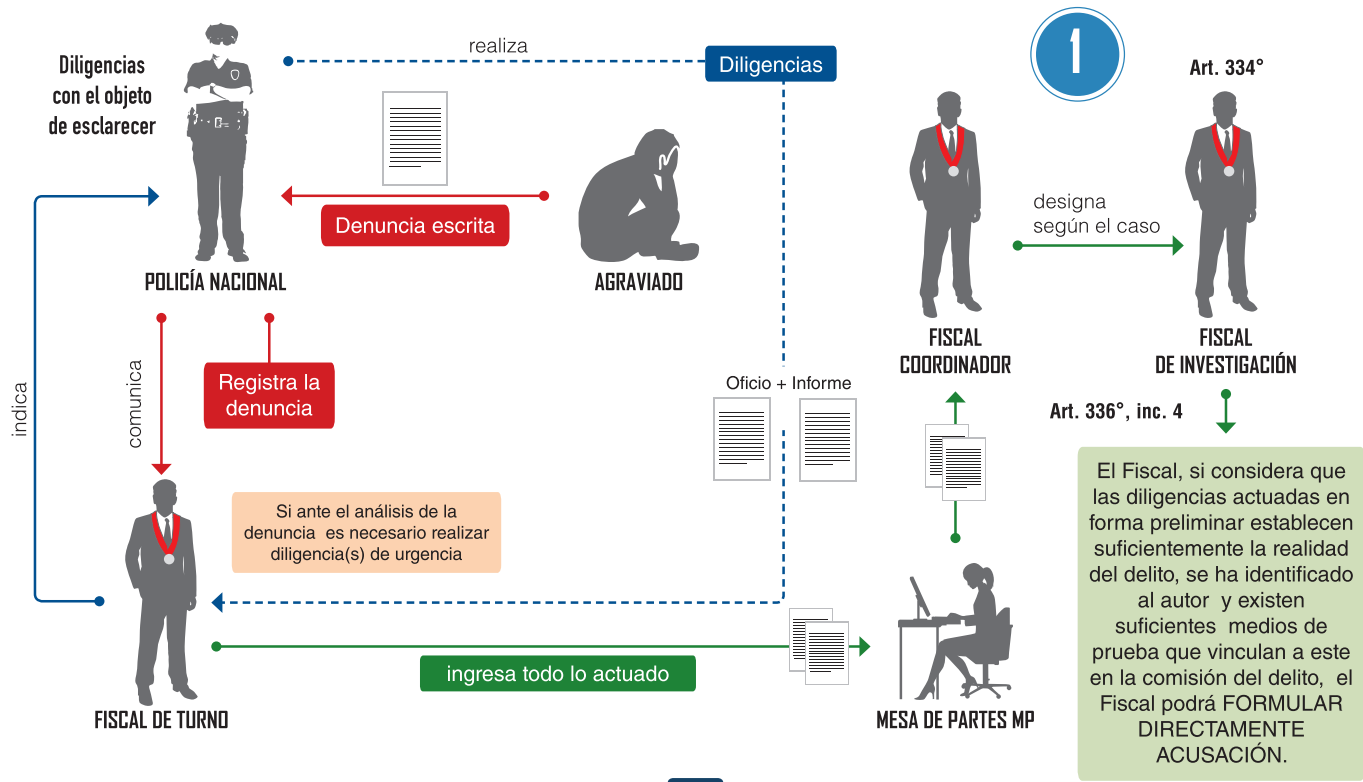 Diligencias
con el objeto
de esclarecer
realiza
Diligencias
1
Art. 334°
Denuncia escrita
designa
según el caso
POLICÍA NACIONAL
AGRAVIADO
FISCAL
COORDINADOR
FISCAL
DE INVESTIGACIÓN
indica
comunica
Registra la
denuncia
Oficio + Informe
Art. 336°, inc. 4
Si ante el análisis de la
denuncia es necesario realizar
diligencia(s) de urgencia
El Fiscal, si considera que
las diligencias actuadas en
forma preliminar establecen
suficientemente la realidad
del delito, se ha identificado
al autor y existen
suficientes medios de
prueba que vinculan a este
en la comisión del delito, el
Fiscal podrá FORMULAR
DIRECTAMENTE
ACUSACIÓN.
ingresa todo lo actuado
FISCAL DE TURNO
MESA DE PARTES MP